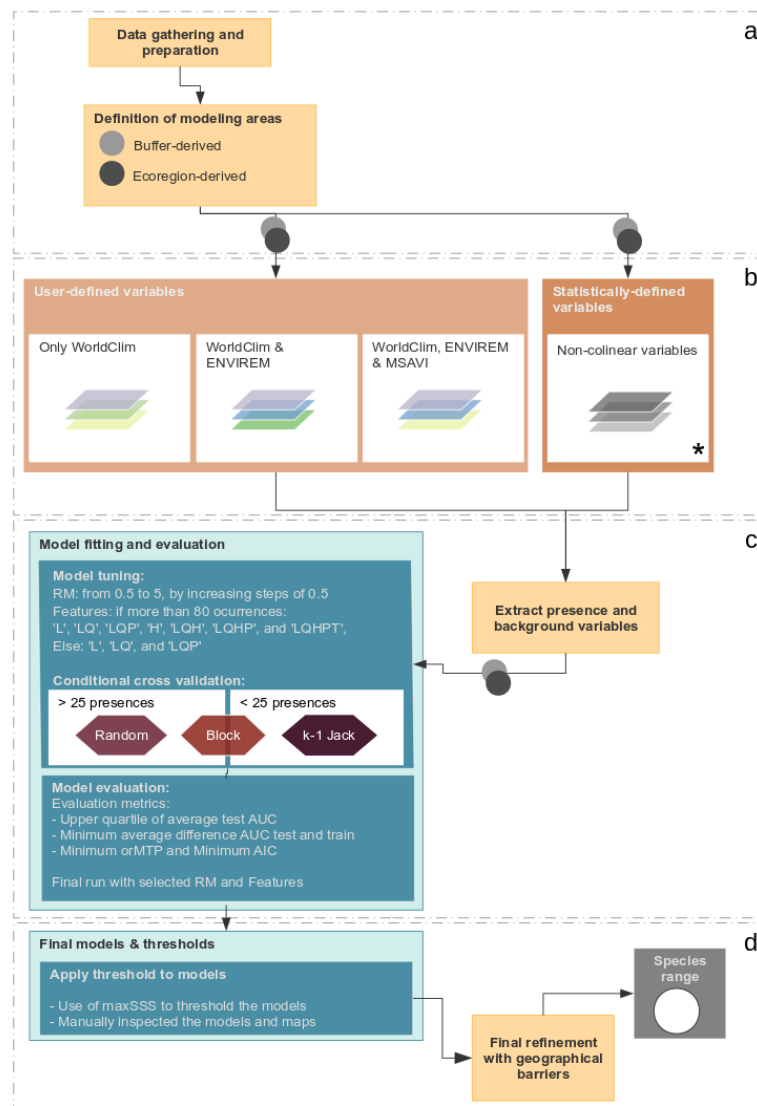 a
Data gathering and
preparation
Definition of modeling areas
Buffer-derived
Ecoregion-derived
b
User-defined variables
Only WorldClim
WorldClim &
ENVIREM
WorldClim, ENVIREM
& MSAVI
Statistically-defined
variables
Non-colinear variables
*
c
Model fitting and evaluation
Model tuning:
RM: from 0.5 to 5, by increasing steps of 0.5
Features: if more than 80 ocurrences:
'L', 'LQ', 'LQP', 'H', 'LQH', 'LQHP', and 'LQHPT',
Else: 'L', 'LQ', and 'LQP'
Conditional cross validation:
> 25 presences
< 25 presences
Random
Block
k-1 Jack
Model evaluation:
Evaluation metrics:
- Upper quartile of average test AUC
- Minimum average difference AUC test and train
- Minimum orMTP and Minimum AIC
Final run with selected RM and Features
Extract presence and
background variables
d
Final models & thresholds
Apply threshold to models
- Use of maxSSS to threshold the models
- Manually inspected the models and maps
Final refinement
with geographical
barriers
Species
range